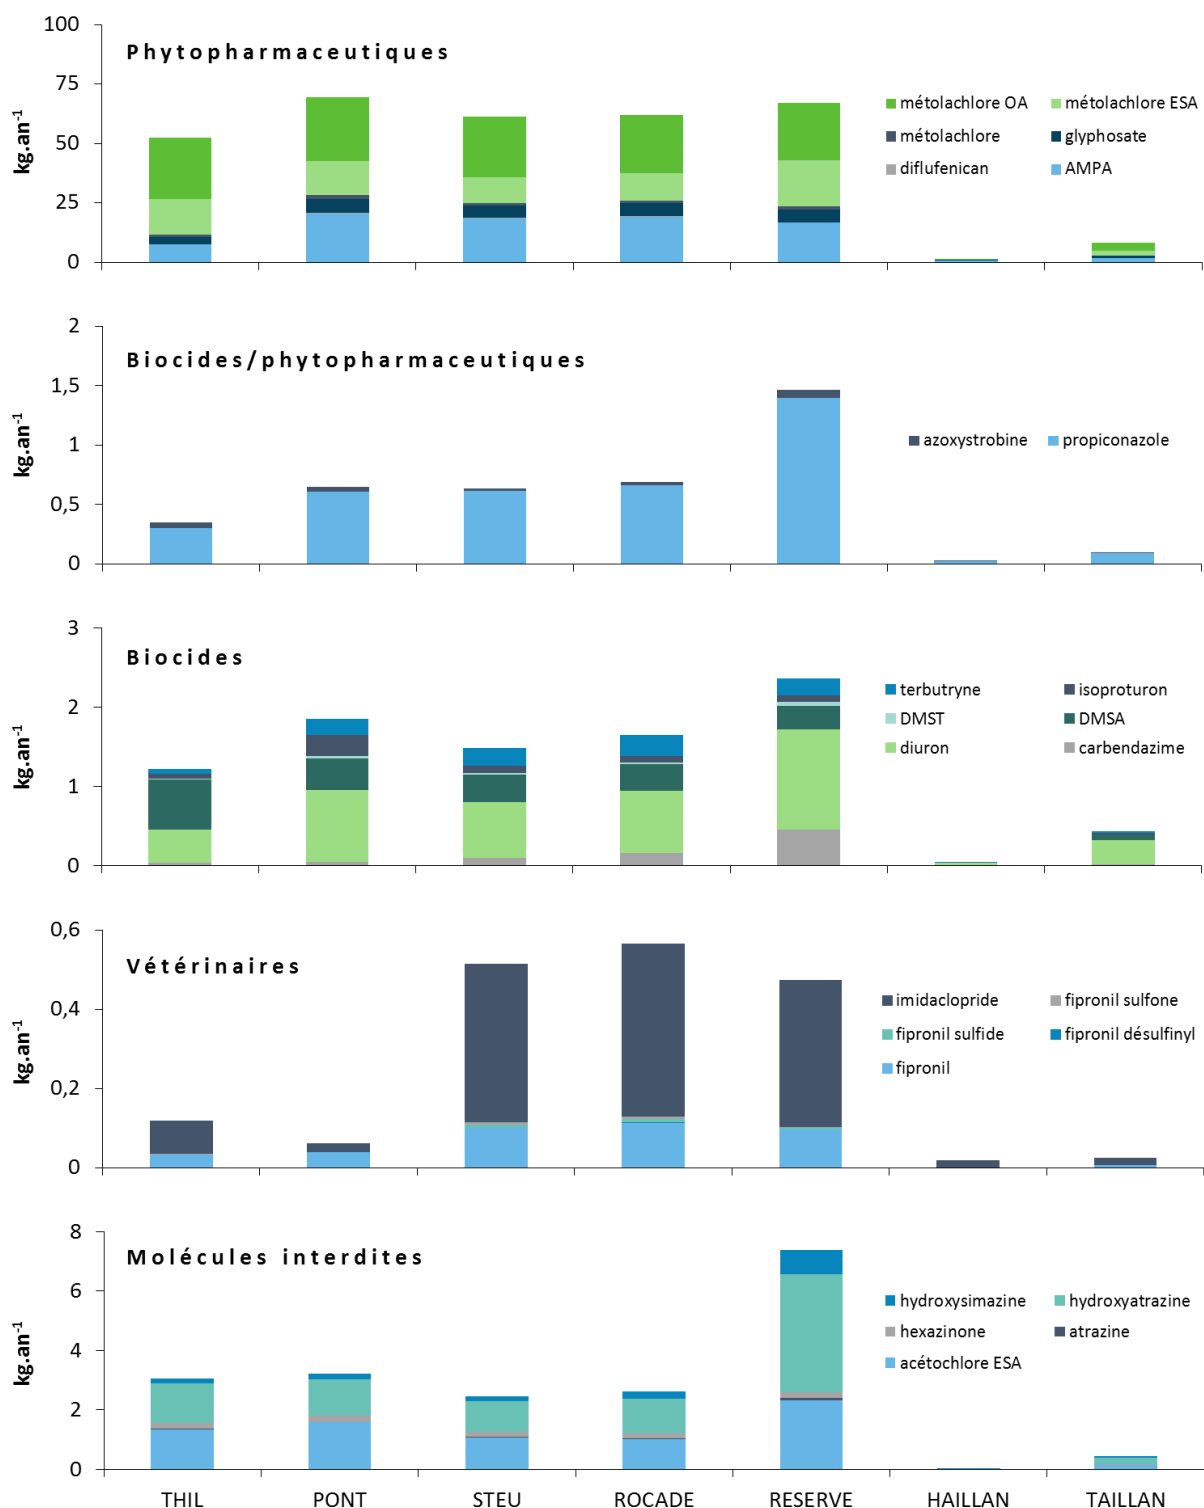 100
Phytopharmaceutiques
75
métolachlore OA métolachlore ESA
kg.an⁻¹
50
métolachlore glyphosate
diflufenican AMPA
25
0
2
Biocides/phytopharmaceutiques
1,5
kg.an⁻¹
1
azoxystrobine propiconazole
0,5
0
3
Biocides
terbutryne isoproturon
2
DMST DMSA
kg.an⁻¹
diuron carbendazime
1
0
0,6
Vétérinaires
imidaclopride fipronil sulfone
0,4
fipronil sulfide fipronil désulfinyl
kg.an⁻¹
fipronil
0,2
0
8
Molécules interdites
6
hydroxysimazine hydroxyatrazine
hexazinone atrazine
kg.an⁻¹
4
acétochlore ESA
2
0
THIL PONT STEU ROCADE RESERVE HAILLAN TAILLAN